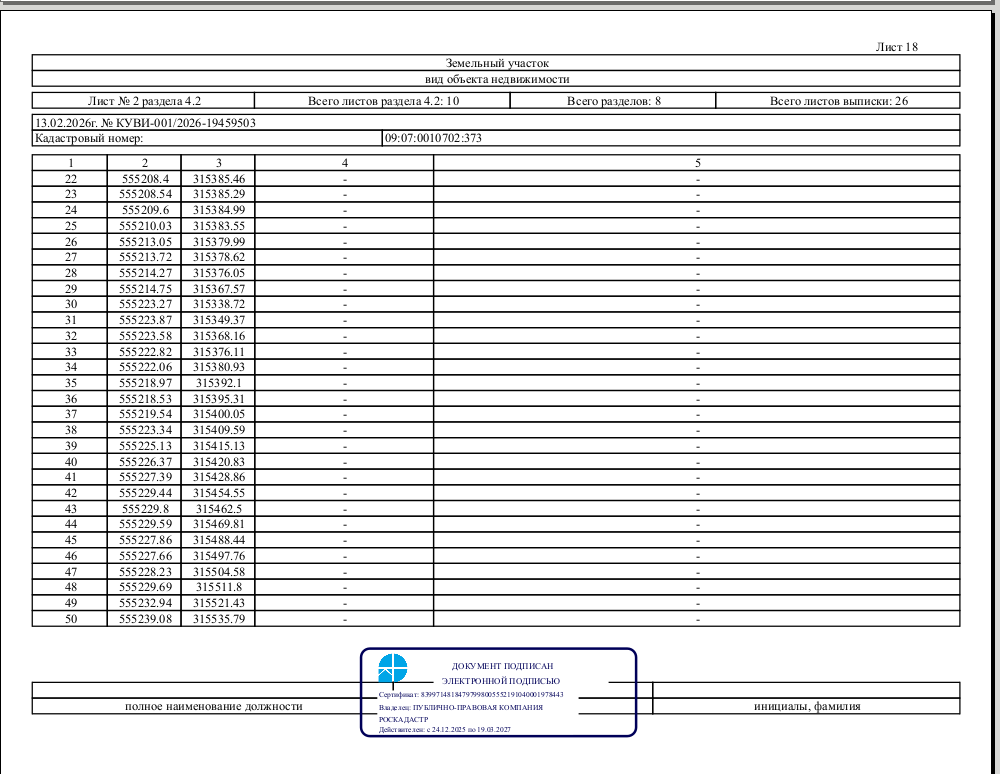 Лист 18
Земельный участок
вид объекта недвижимости
Лист № 2 раздела 4.2 Всего листов раздела 4.2: 10 Всего разделов: 8 Всего листов выписки: 26
13.02.2026г. № КУВИ-001/2026-19459503
Кадастровый номер: 09:07:0010702:373
1 2 3 4 5
22 555208.4 315385.46 - -
23 555208.54 315385.29 - -
24 555209.6 315384.99 - -
25 555210.03 315383.55 - -
26 555213.05 315379.99 - -
27 555213.72 315378.62 - -
28 555214.27 315376.05 - -
29 555214.75 315367.57 - -
30 555223.27 315338.72 - -
31 555223.87 315349.37 - -
32 555223.58 315368.16 - -
33 555222.82 315376.11 - -
34 555222.06 315380.93 - -
35 555218.97 315392.1 - -
36 555218.53 315395.31 - -
37 555219.54 315400.05 - -
38 555223.34 315409.59 - -
39 555225.13 315415.13 - -
40 555226.37 315420.83 - -
41 555227.39 315428.86 - -
42 555229.44 315454.55 - -
43 555229.8 315462.5 - -
44 555229.59 315469.81 - -
45 555227.86 315488.44 - -
46 555227.66 315497.76 - -
47 555228.23 315504.58 - -
48 555229.69 315511.8 - -
49 555232.94 315521.43 - -
50 555239.08 315535.79 - -
ДОКУМЕНТ ПОДПИСАН
ЭЛЕКТРОННОЙ ПОДПИСЬЮ
Сертификат: 83997148184797998005552191040001978443
Владелец: ПУБЛИЧНО-ПРАВОВАЯ КОМПАНИЯ
РОСКАДАСТР
Действителен: с 24.12.2025 по 19.03.2027
полное наименование должности инициалы, фамилия